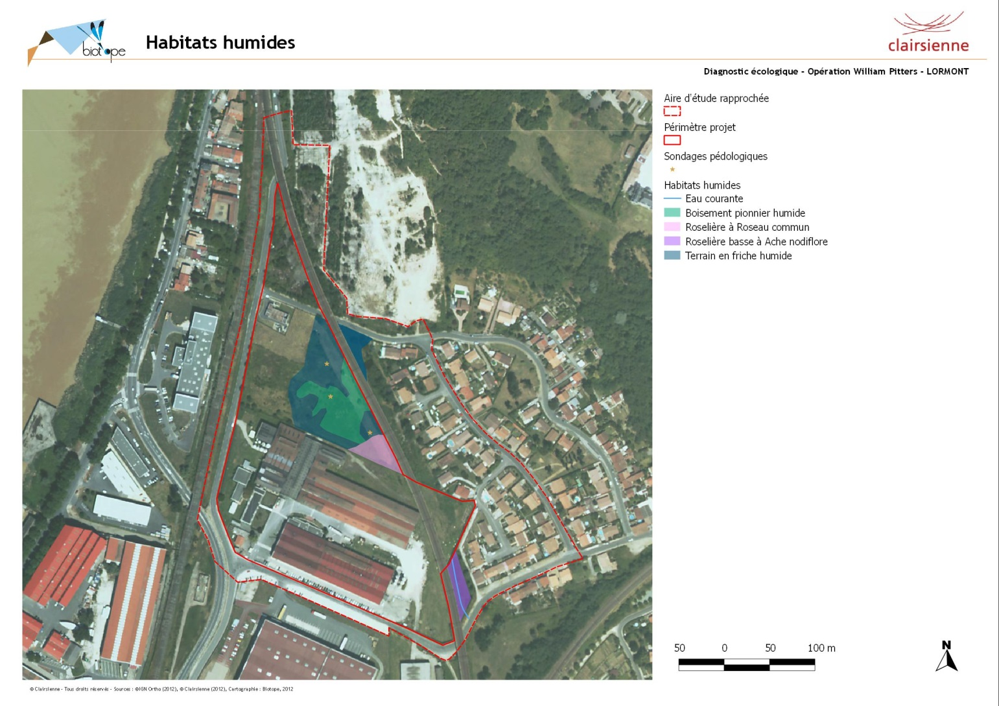 biotope
Habitats humides
clairsienne
Diagnostic écologique - Opération William Pitters - LORMONT
Aire d'étude rapprochée
Périmètre projet
Sondages pédologiques
Habitats humides
Eau courante
Boisement pionnier humide
Roselière à Roseau commun
Roselière basse à Ache nodiflore
Terrain en friche humide
50 0 50 100 m
N
© Clairsienne - Tous droits réservés - Sources : ©IGN Ortho (2012), © Clairsienne (2012), Cartographie : Biotope, 2012